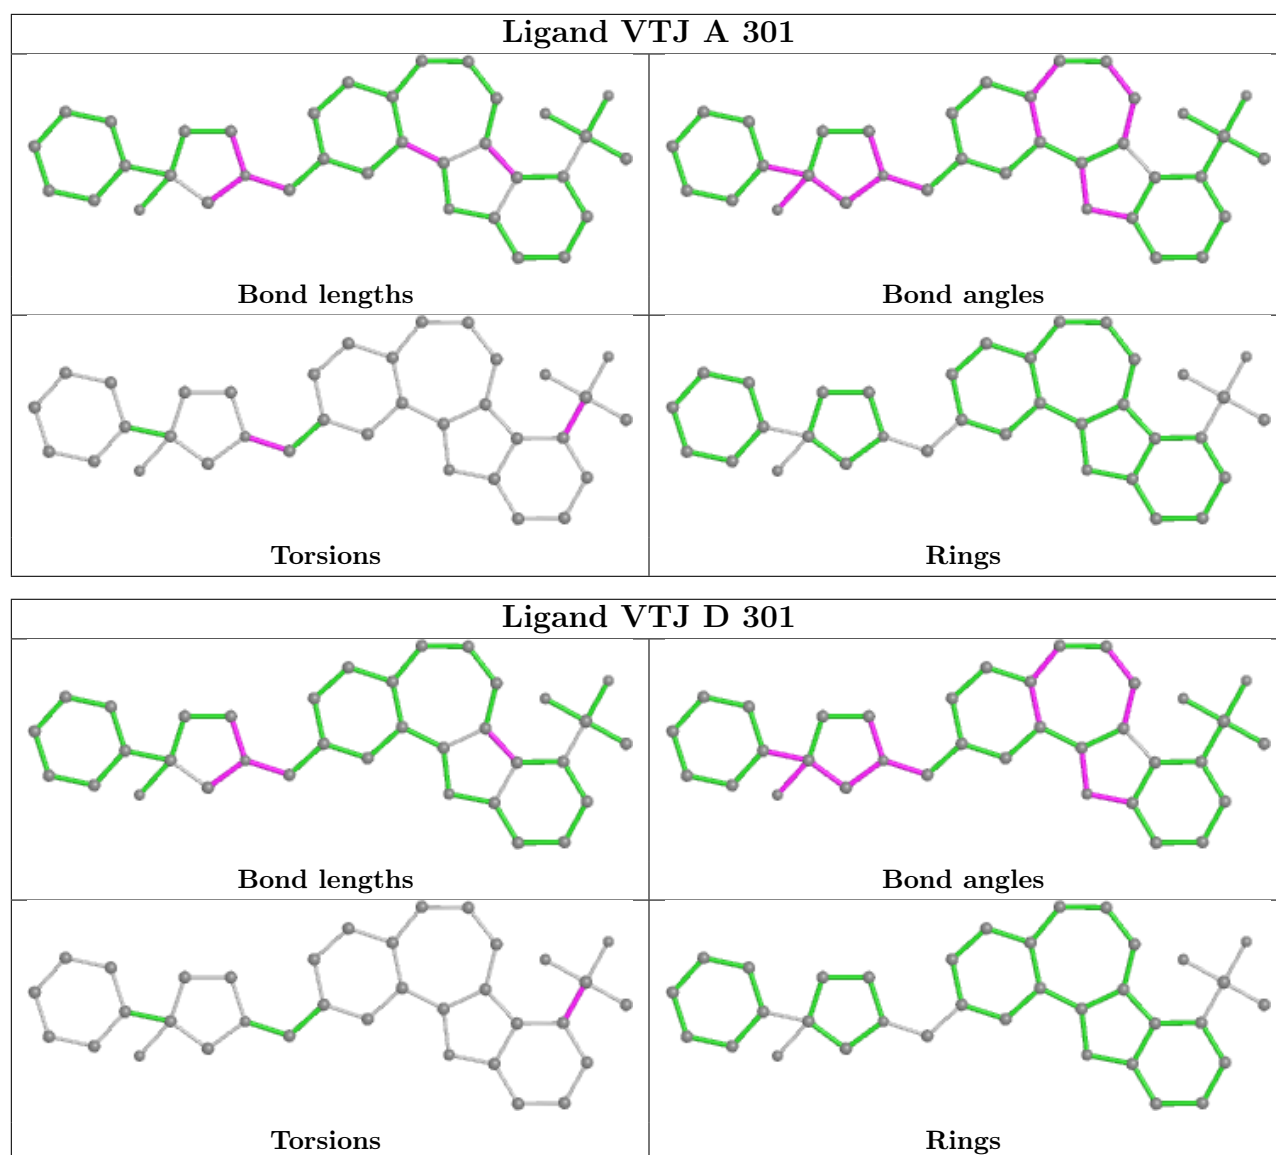 Ligand VTJ A 301
Bond lengths
Bond angles
Torsions
Rings
Ligand VTJ D 301
Bond lengths
Bond angles
Torsions
Rings